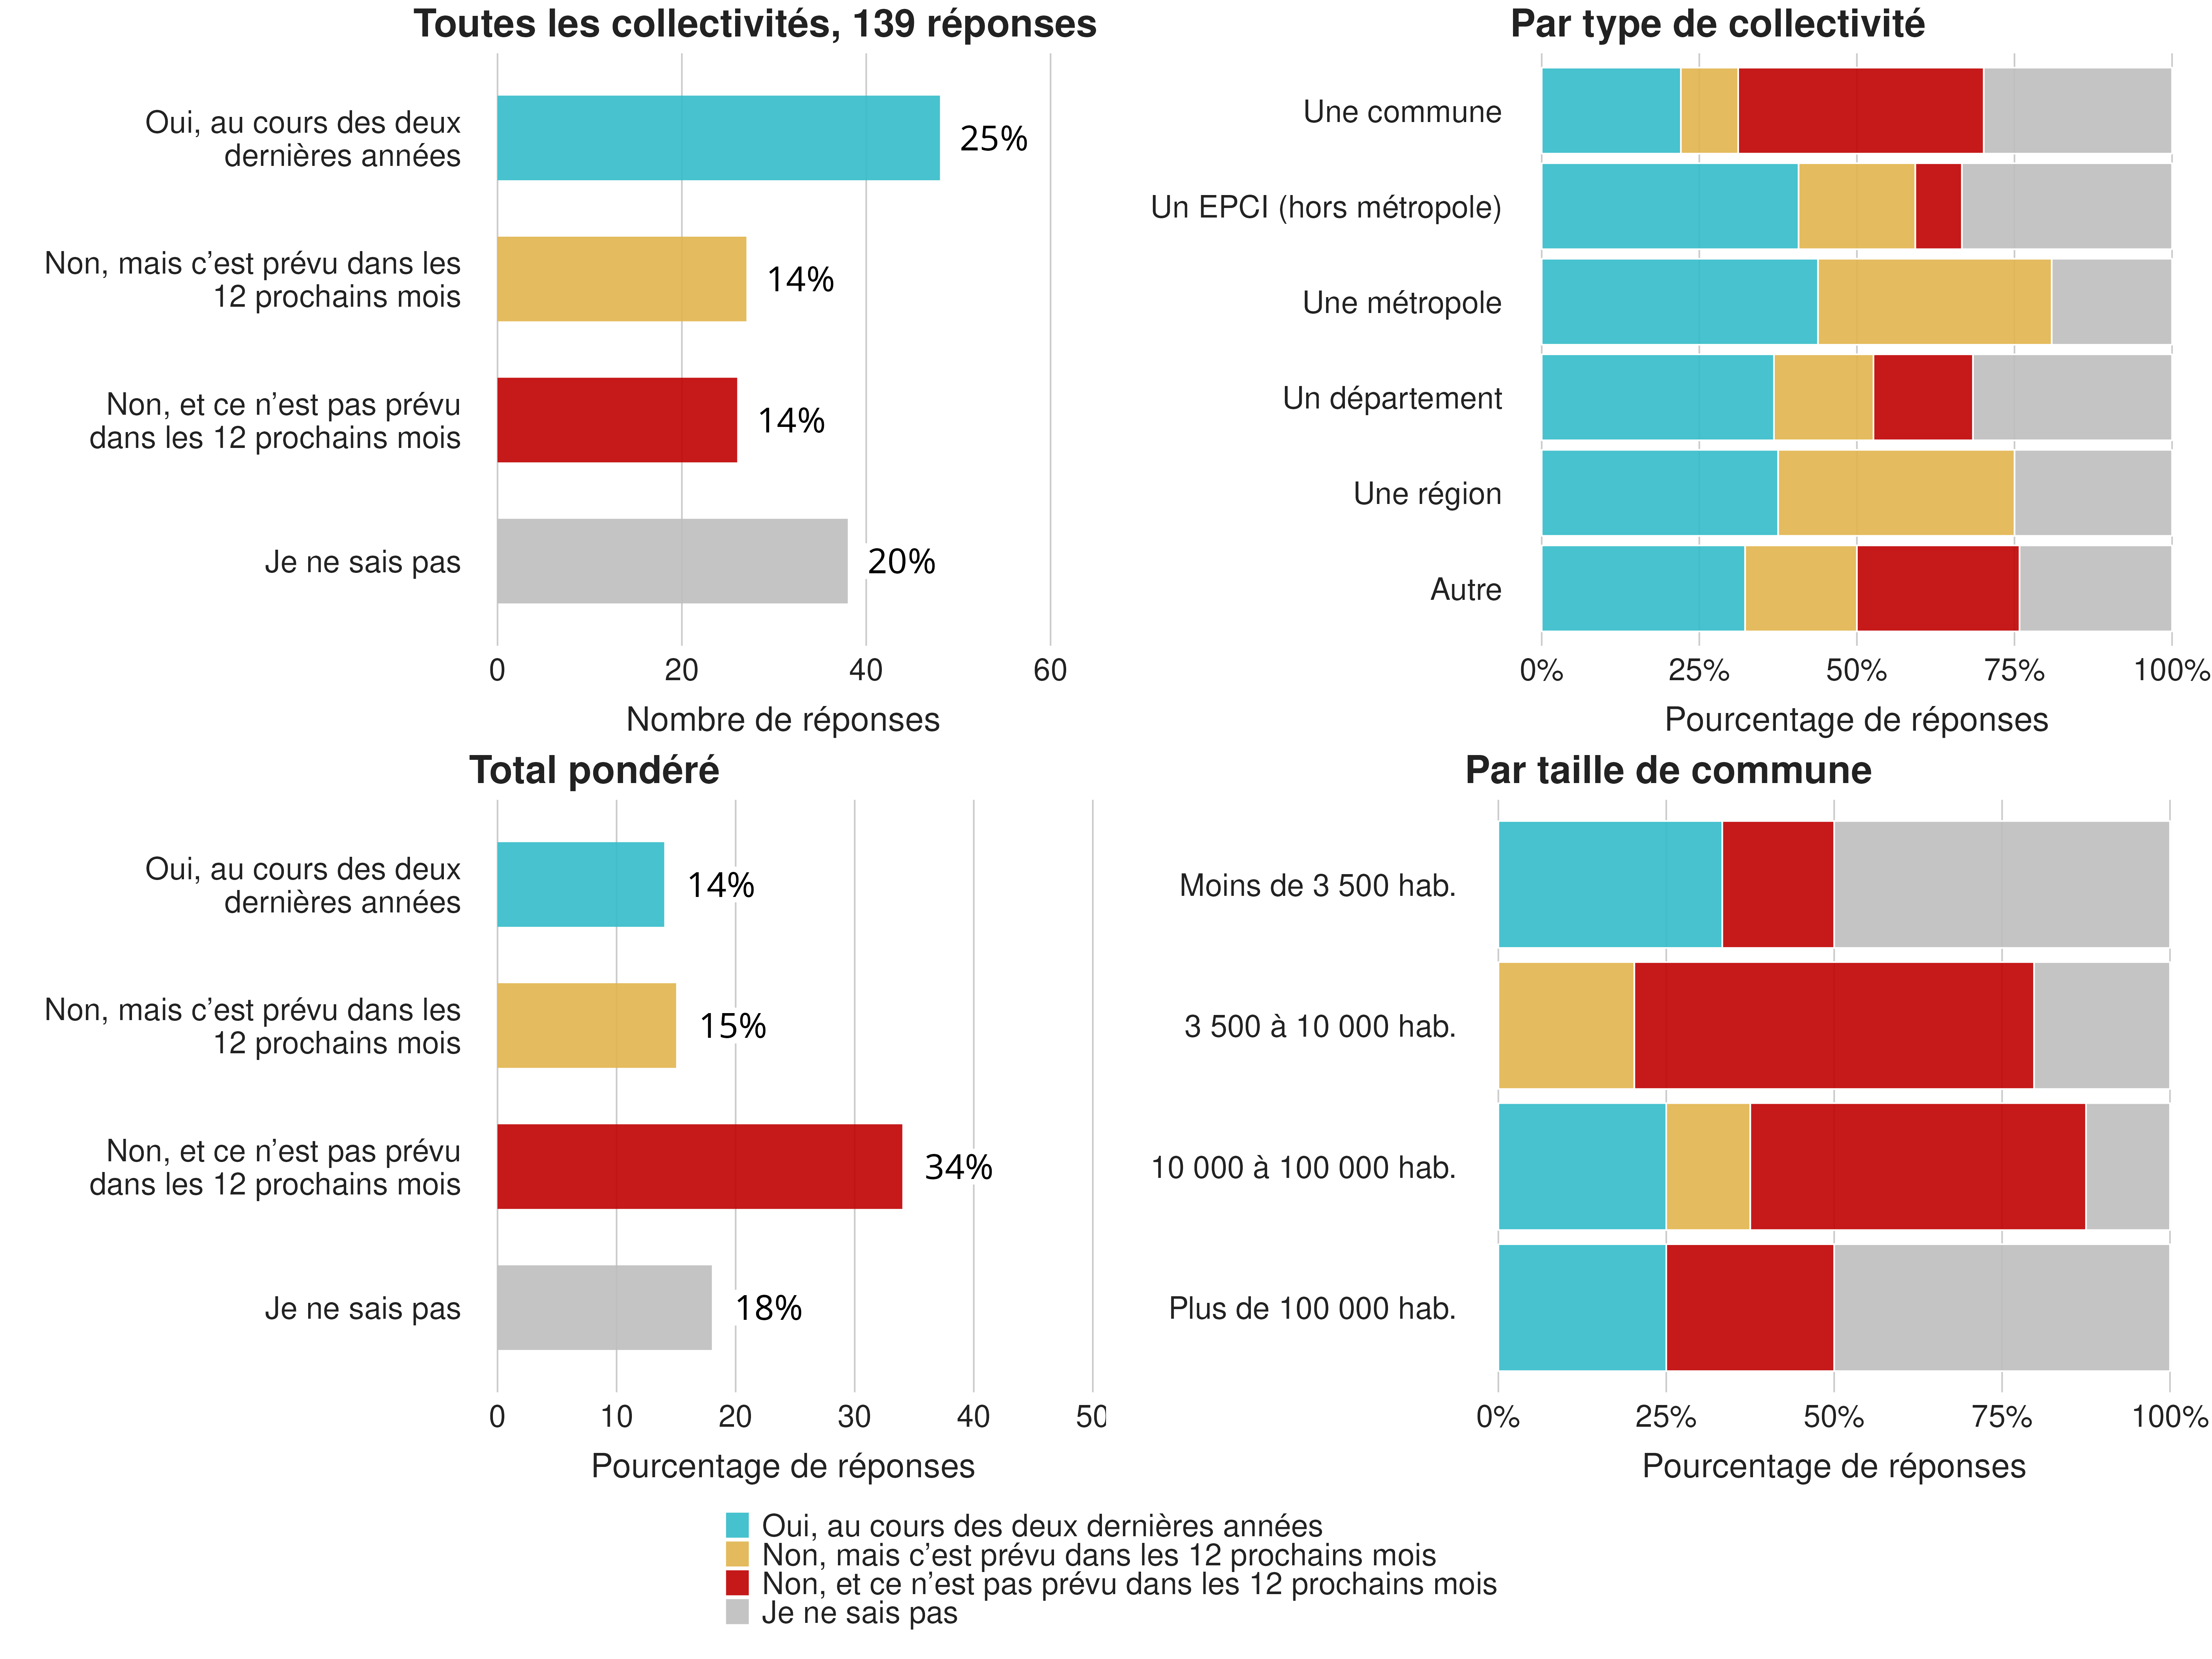 Toutes les collectivités, 139 réponses
Oui, au cours des deux
dernières années
25%
Non, mais c’est prévu dans les
12 prochains mois
14%
Non, et ce n’est pas prévu
dans les 12 prochains mois
14%
Je ne sais pas
20%
0 20 40 60
Nombre de réponses
Par type de collectivité
Une commune
Un EPCI (hors métropole)
Une métropole
Un département
Une région
Autre
0% 25% 50% 75% 100%
Pourcentage de réponses
Total pondéré
Oui, au cours des deux
dernières années
14%
Non, mais c’est prévu dans les
12 prochains mois
15%
Non, et ce n’est pas prévu
dans les 12 prochains mois
34%
Je ne sais pas
18%
0 10 20 30 40 50
Pourcentage de réponses
Par taille de commune
Moins de 3 500 hab.
3 500 à 10 000 hab.
10 000 à 100 000 hab.
Plus de 100 000 hab.
0% 25% 50% 75% 100%
Pourcentage de réponses
Oui, au cours des deux dernières années
Non, mais c’est prévu dans les 12 prochains mois
Non, et ce n’est pas prévu dans les 12 prochains mois
Je ne sais pas